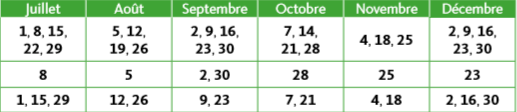 Juillet Août Septembre Octobre Novembre Décembre
1, 8, 15, 5, 12, 2, 9, 16, 7, 14, 4, 18, 25 2, 9, 16,
22, 29 19, 26 23, 30 21, 28 23, 30
8 5 2, 30 28 25 23
1, 15, 29 12, 26 9, 23 7, 21 4, 18 2, 16, 30